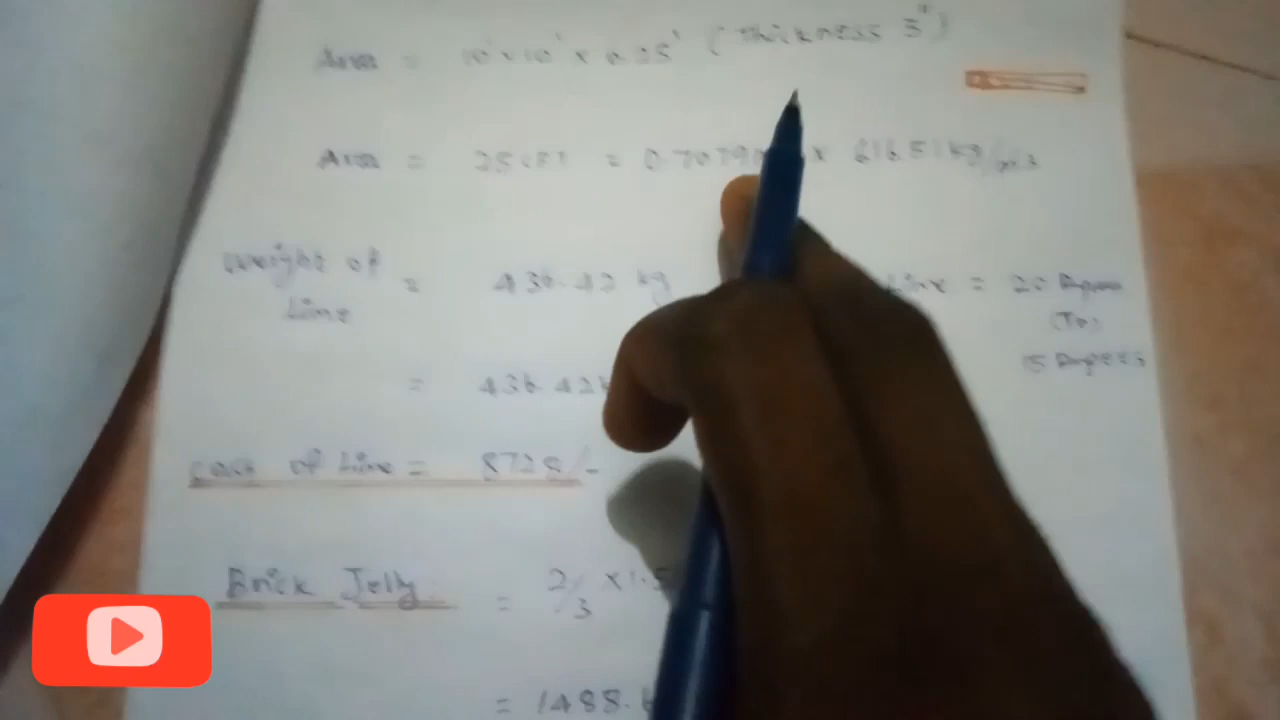 Area = 10' x 10' x 0.25' (Thickness 3")
Area = 25 CFT = 0.7079 x 616.51 kg/m3
Weight of Lime = 436.42 kg
= 20 Rupees
(To)
15 Rupees
= 436.42
Cost of Lime = 8728/-
Brick Jelly = 2/3 x 1.5
= 1488.